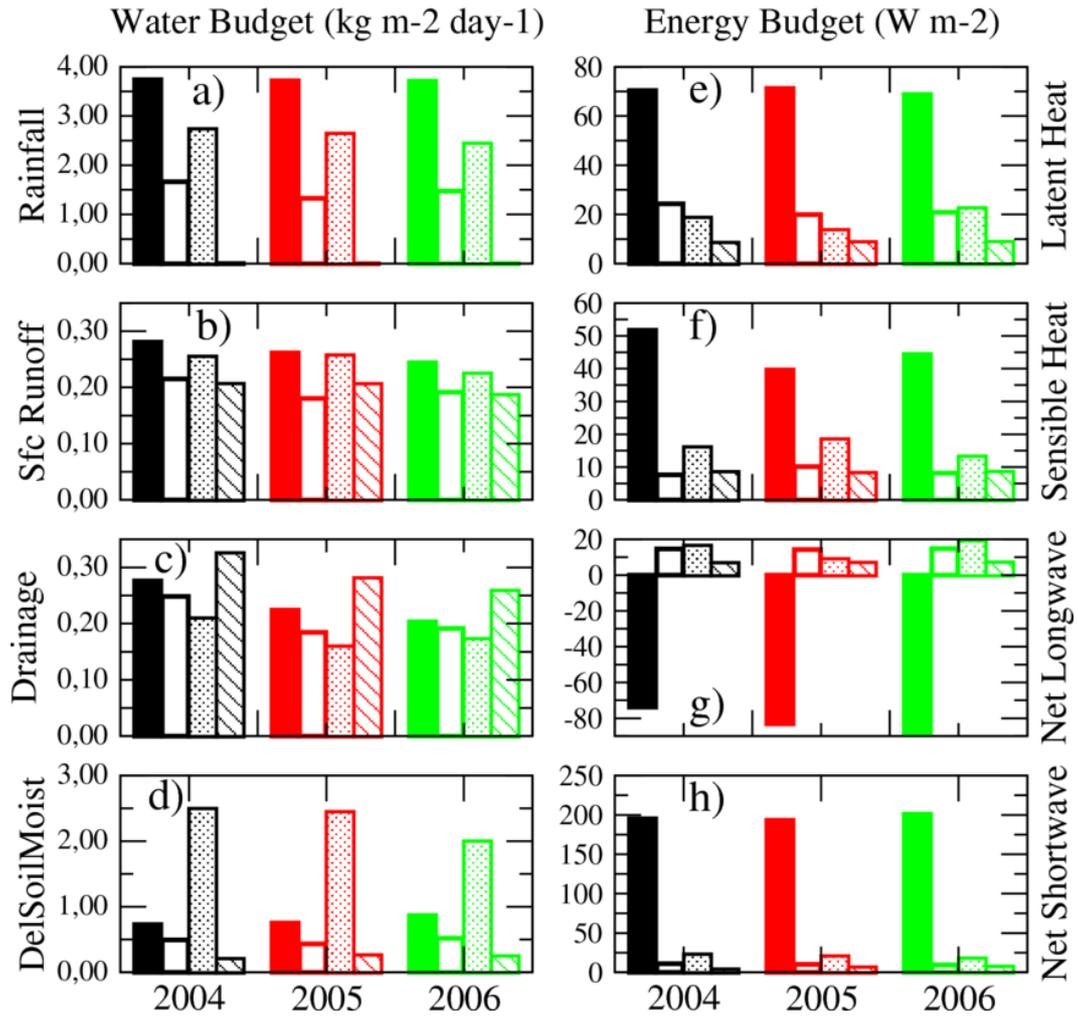 Water Budget (kg m-2 day-1)
Energy Budget (W m-2)
Rainfall
4,00
3,00
2,00
1,00
0,00
a)
80
60
40
20
0
e)
Latent Heat
Sfc Runoff
0,30
0,20
0,10
0,00
b)
60
50
40
30
20
10
0
f)
Sensible Heat
Drainage
0,30
0,20
0,10
0,00
c)
20
0
-20
-40
-60
-80
g)
Net Longwave
DelSoilMoist
3,00
2,00
1,00
0,00
d)
2004 2005 2006
250
200
150
100
50
0
h)
Net Shortwave
2004 2005 2006